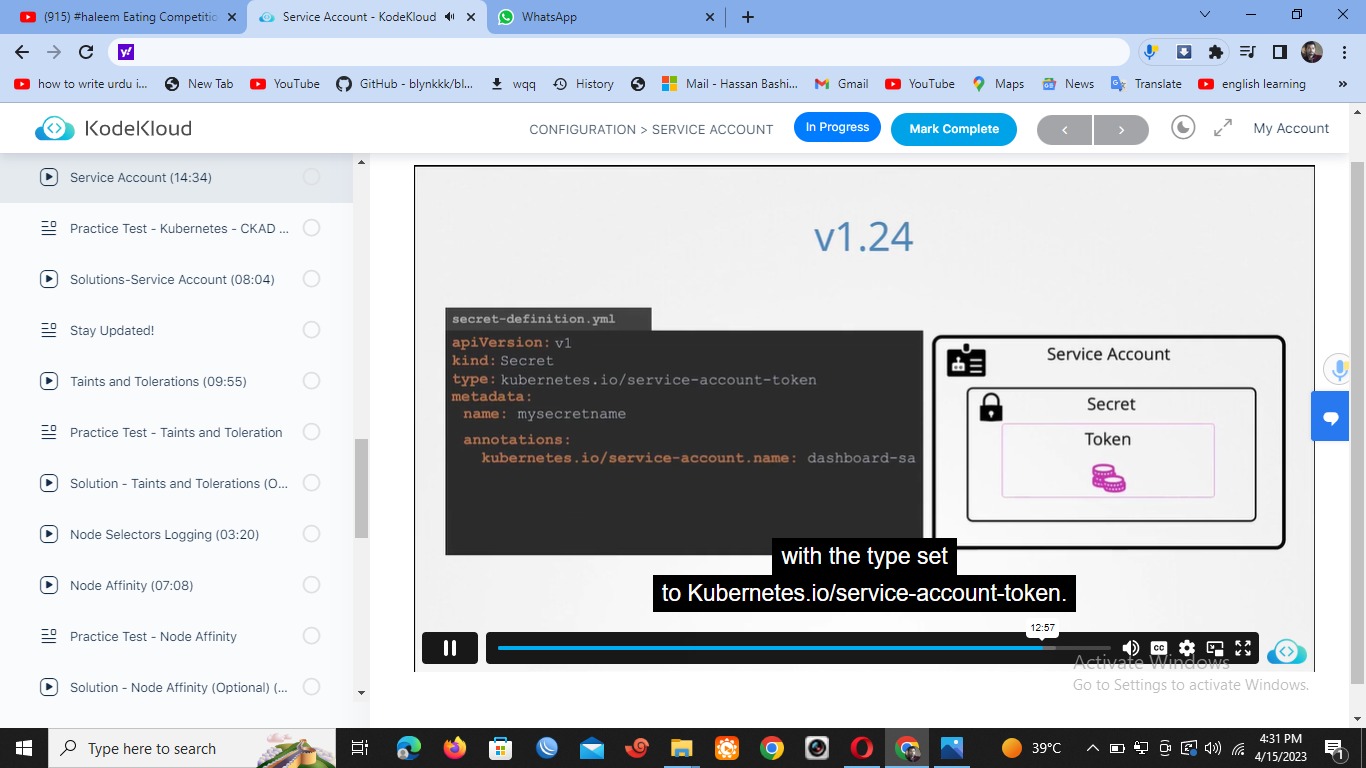 (915) #haleem Eating Competitio
Service Account - KodeKloud
WhatsApp
how to write urdu i...
New Tab
YouTube
GitHub - blynkkk/bl...
wqq
History
Mail - Hassan Bashi...
Gmail
YouTube
Maps
News
Translate
english learning
KodeKloud
CONFIGURATION > SERVICE ACCOUNT
In Progress
Mark Complete
My Account
Service Account (14:34)
Practice Test - Kubernetes - CKAD ...
Solutions-Service Account (08:04)
Stay Updated!
Taints and Tolerations (09:55)
Practice Test - Taints and Toleration
Solution - Taints and Tolerations (O...
Node Selectors Logging (03:20)
Node Affinity (07:08)
Practice Test - Node Affinity
Solution - Node Affinity (Optional) (...
v1.24
secret-definition.yml
apiVersion: v1
kind: Secret
type: kubernetes.io/service-account-token
metadata:
name: mysecretname
annotations:
kubernetes.io/service-account.name: dashboard-sa
Service Account
Secret
Token
with the type set
to Kubernetes.io/service-account-token.
12:57
CC
Activate Windows
Go to Settings to activate Windows.
Type here to search
39°C
4:31 PM
4/15/2023
1